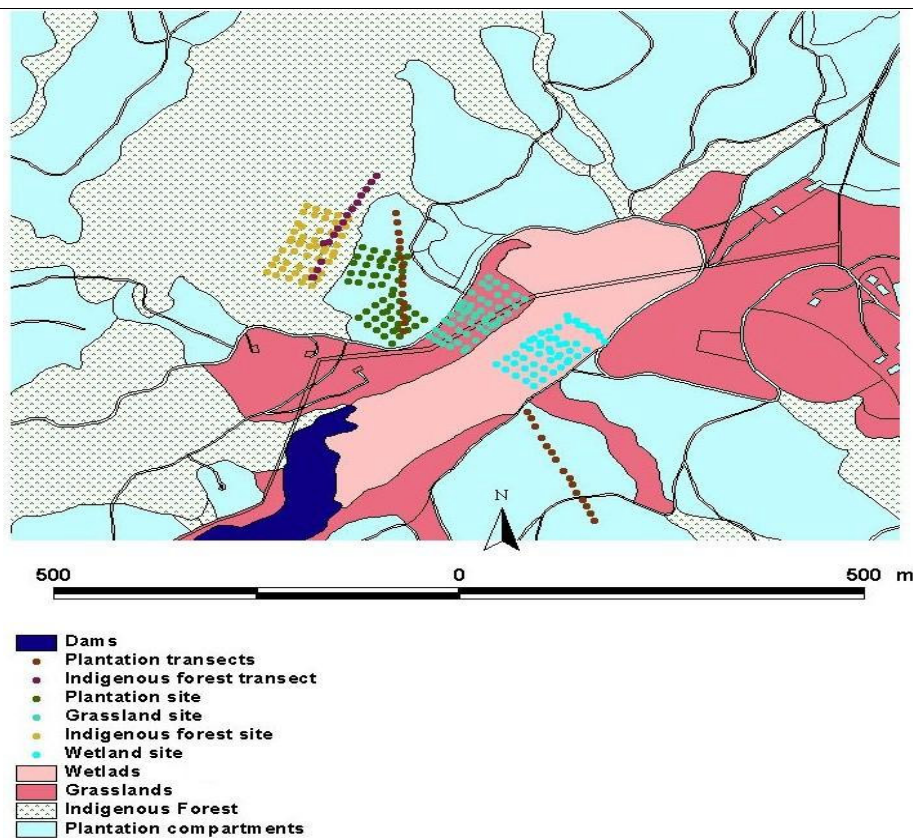 N
500 0 500 m
Dams
Plantation transects
Indigenous forest transect
Plantation site
Grassland site
Indigenous forest site
Wetland site
Wetlads
Grasslands
Indigenous Forest
Plantation compartments